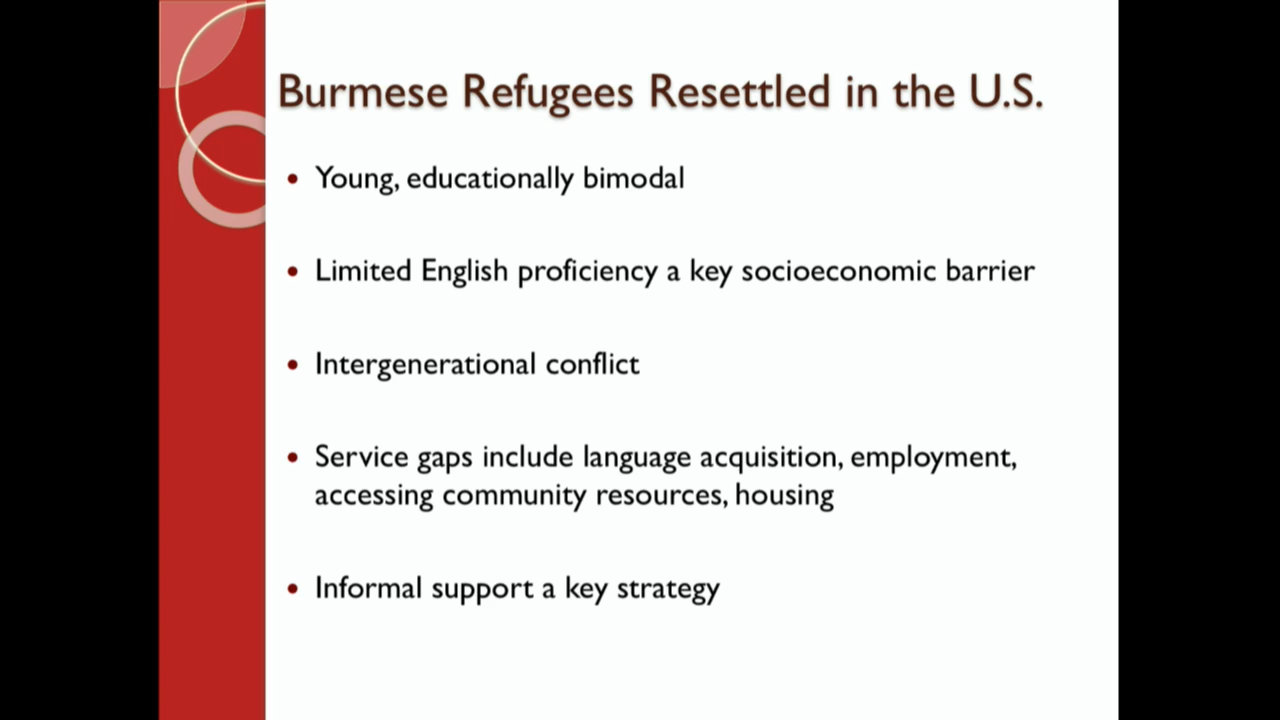 Burmese Refugees Resettled in the U.S.
• Young, educationally bimodal
• Limited English proficiency a key socioeconomic barrier
• Intergenerational conflict
• Service gaps include language acquisition, employment,
accessing community resources, housing
• Informal support a key strategy